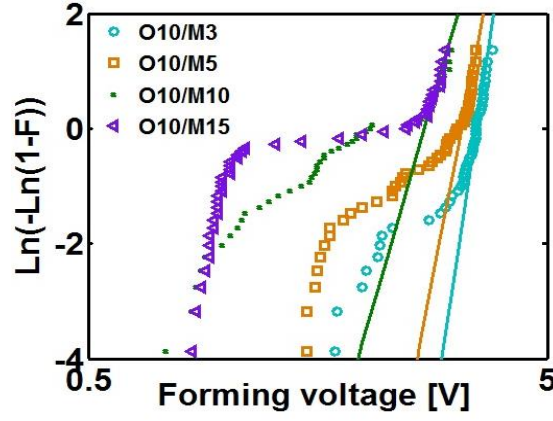 2
O10/M3
O10/M5
O10/M10
O10/M15
0
-2
-4
Ln(-Ln(1-F))
0.5
5
Forming voltage [V]